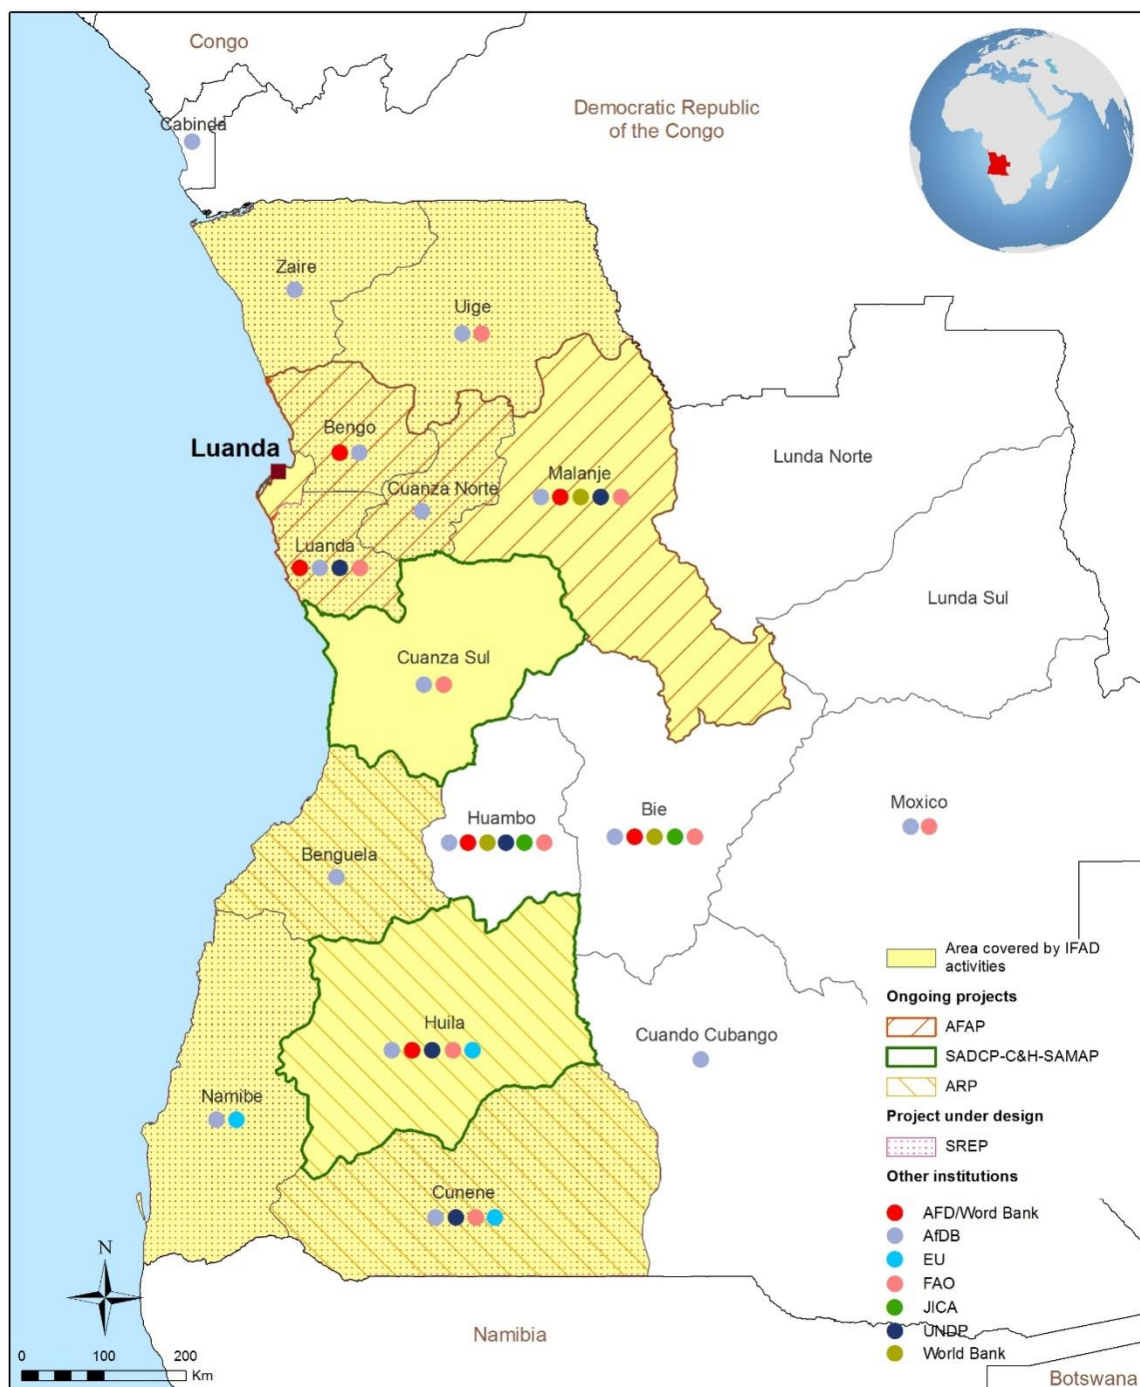 Congo
Democratic Republic
of the Congo
Cabinda
Zaire
Uige
Bengo
Luanda
Cuanza Norte
Malanje
Lunda Norte
Luanda
Lunda Sul
Cuanza Sul
Huambo
Bie
Moxico
Benguela
Huila
Cuando Cubango
Namibe
Cunene
Area covered by IFAD
activities
Ongoing projects
AFAP
SADCP-C&H-SAMAP
ARP
Project under design
SREP
Other institutions
AFD/Word Bank
AfDB
EU
FAO
JICA
UNDP
World Bank
N
Namibia
0 100 200
Km
Botswana